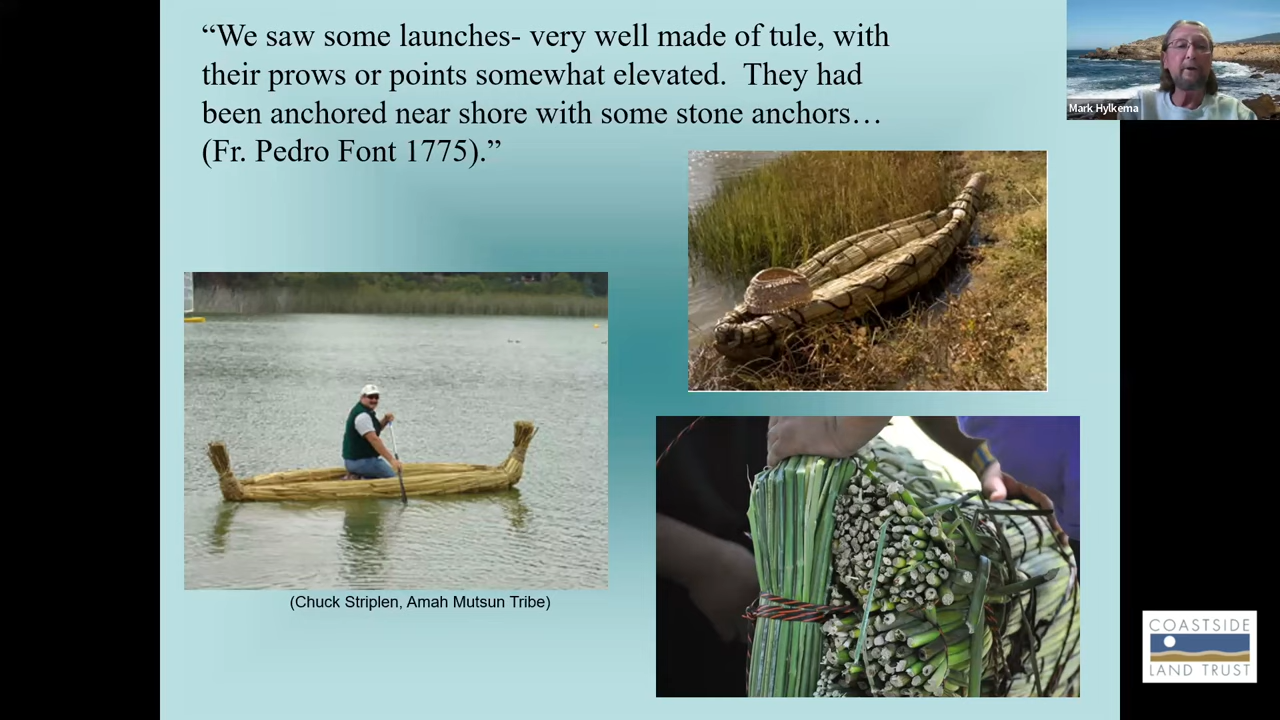 “We saw some launches- very well made of tule, with
their prows or points somewhat elevated.  They had
been anchored near shore with some stone anchors…
(Fr. Pedro Font 1775).”
Mark Hylkema
(Chuck Striplen, Amah Mutsun Tribe)
COASTSIDE
LAND TRUST